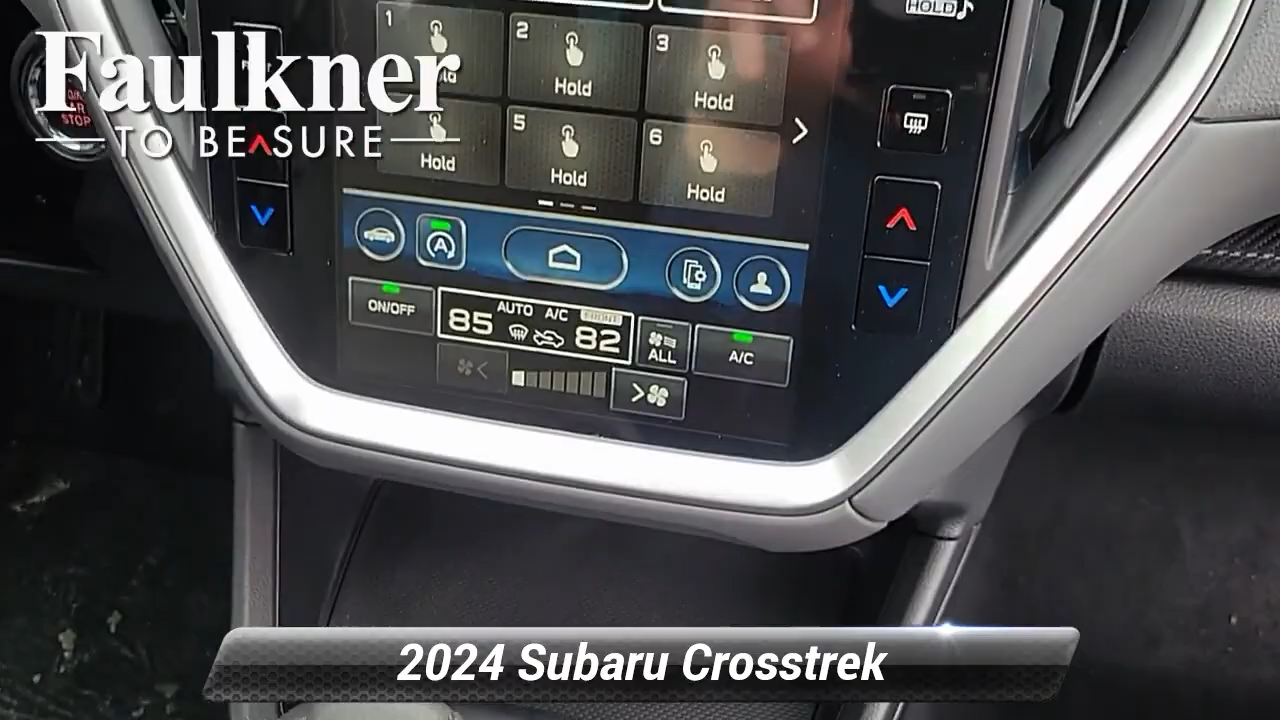 HOLD
Faulkner
TO BE SURE
1
2
3
Hold
Hold
5
6
Hold
Hold
Hold
STOP
A
ON/OFF
AUTO A/C
85
82
ALL
A/C
2024 Subaru Crosstrek